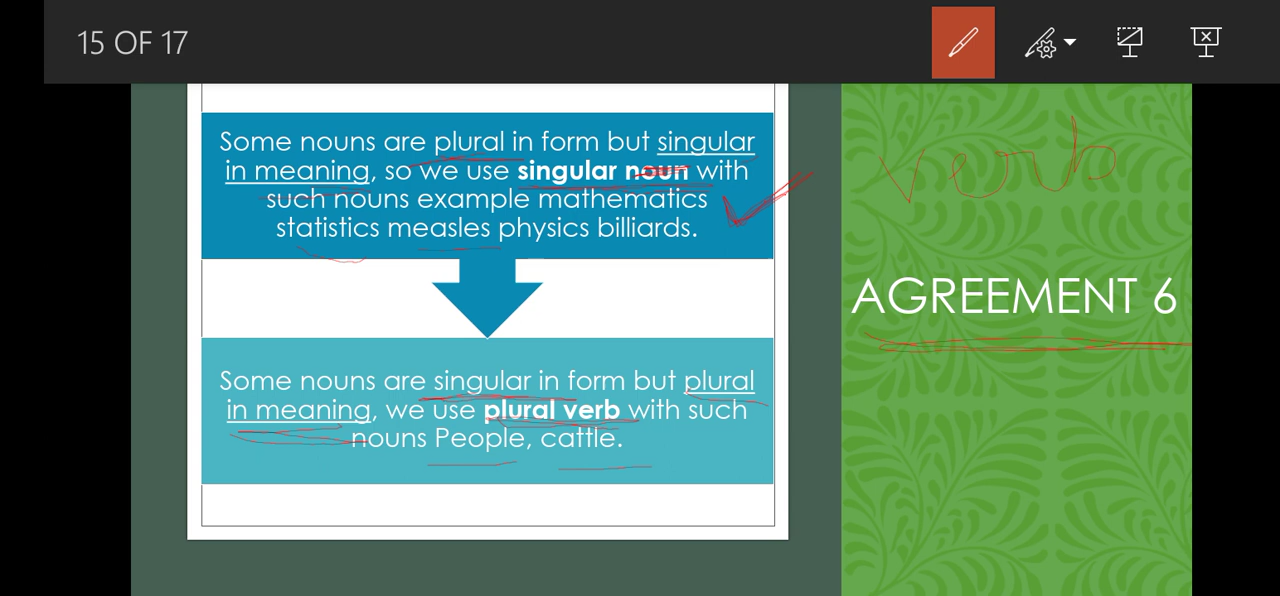 15 OF 17
Some nouns are plural in form but singular
in meaning, so we use singular noun with
such nouns example mathematics
statistics measles physics billiards.
Some nouns are singular in form but plural
in meaning, we use plural verb with such
nouns People, cattle.
verb
AGREEMENT 6